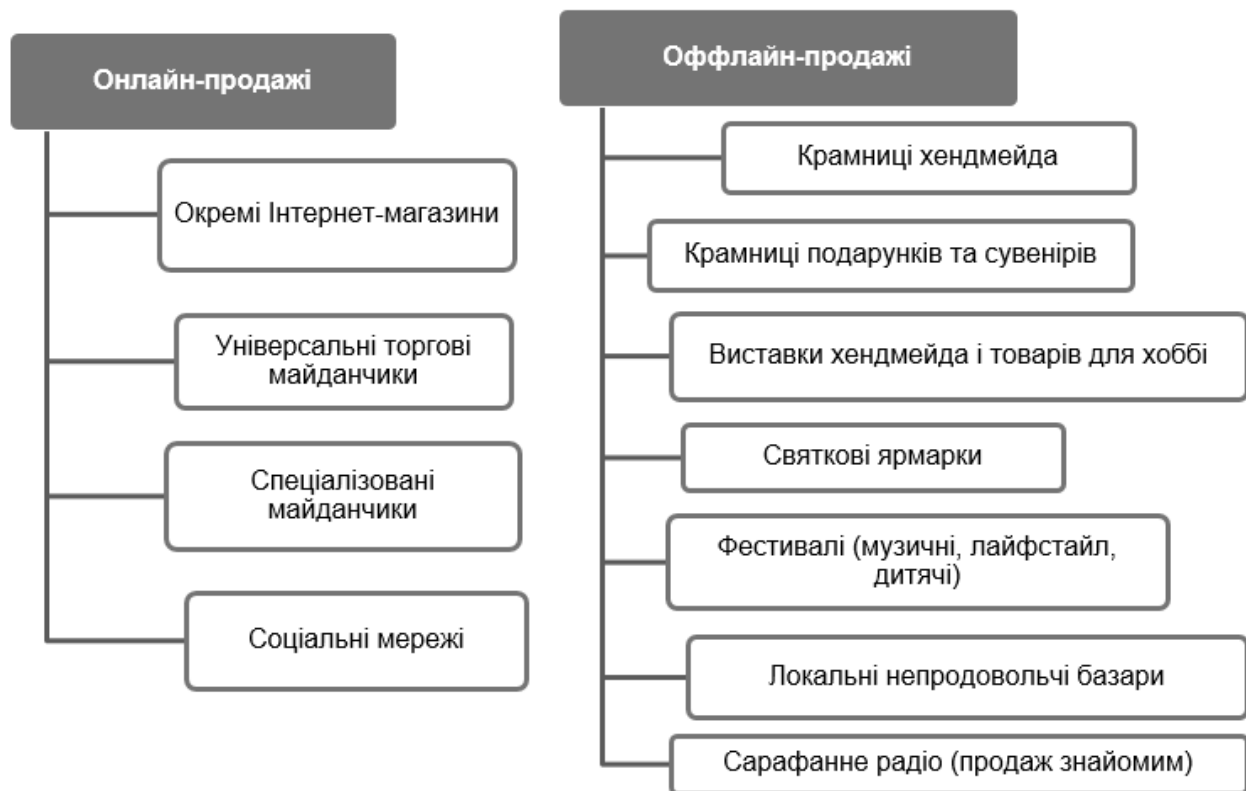 Онлайн-продажі
Окремі Інтернет-магазини
Універсальні торгові
майданчики
Спеціалізовані
майданчики
Соціальні мережі
Оффлайн-продажі
Крамниці хендмейда
Крамниці подарунків та сувенірів
Виставки хендмейда і товарів для хоббі
Святкові ярмарки
Фестивалі (музичні, лайфстайл,
дитячі)
Локальні непродовольчі базари
Сарафанне радіо (продаж знайомим)